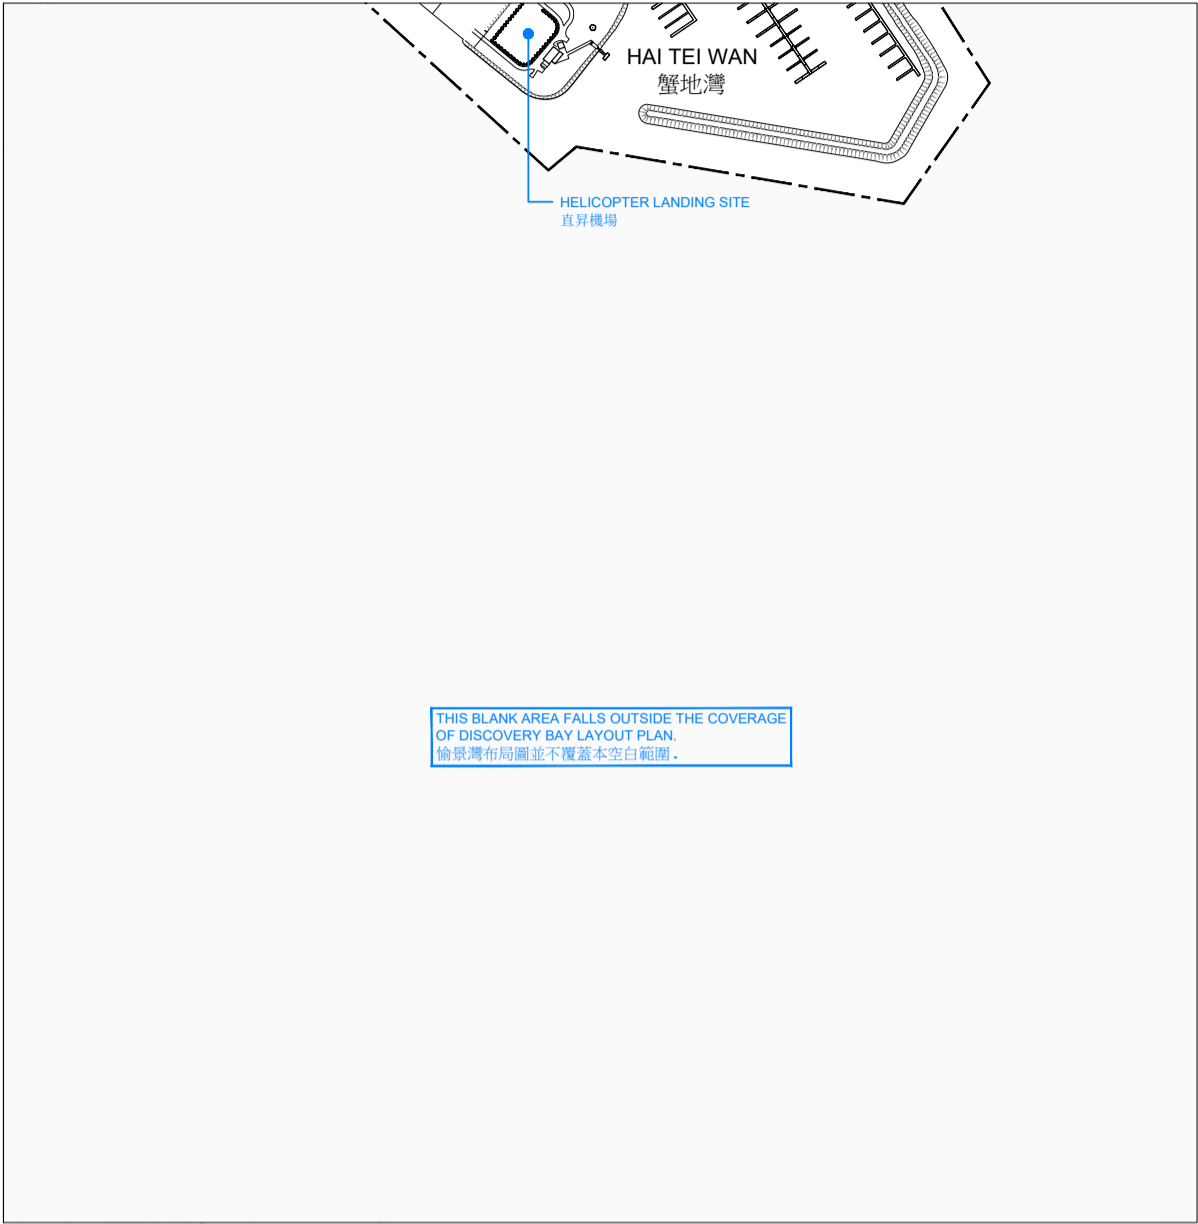 HAI TEI WAN
蟹地灣
HELICOPTER LANDING SITE
直昇機場
THIS BLANK AREA FALLS OUTSIDE THE COVERAGE
OF DISCOVERY BAY LAYOUT PLAN.
愉景灣布局圖並不覆蓋本空白範圍.